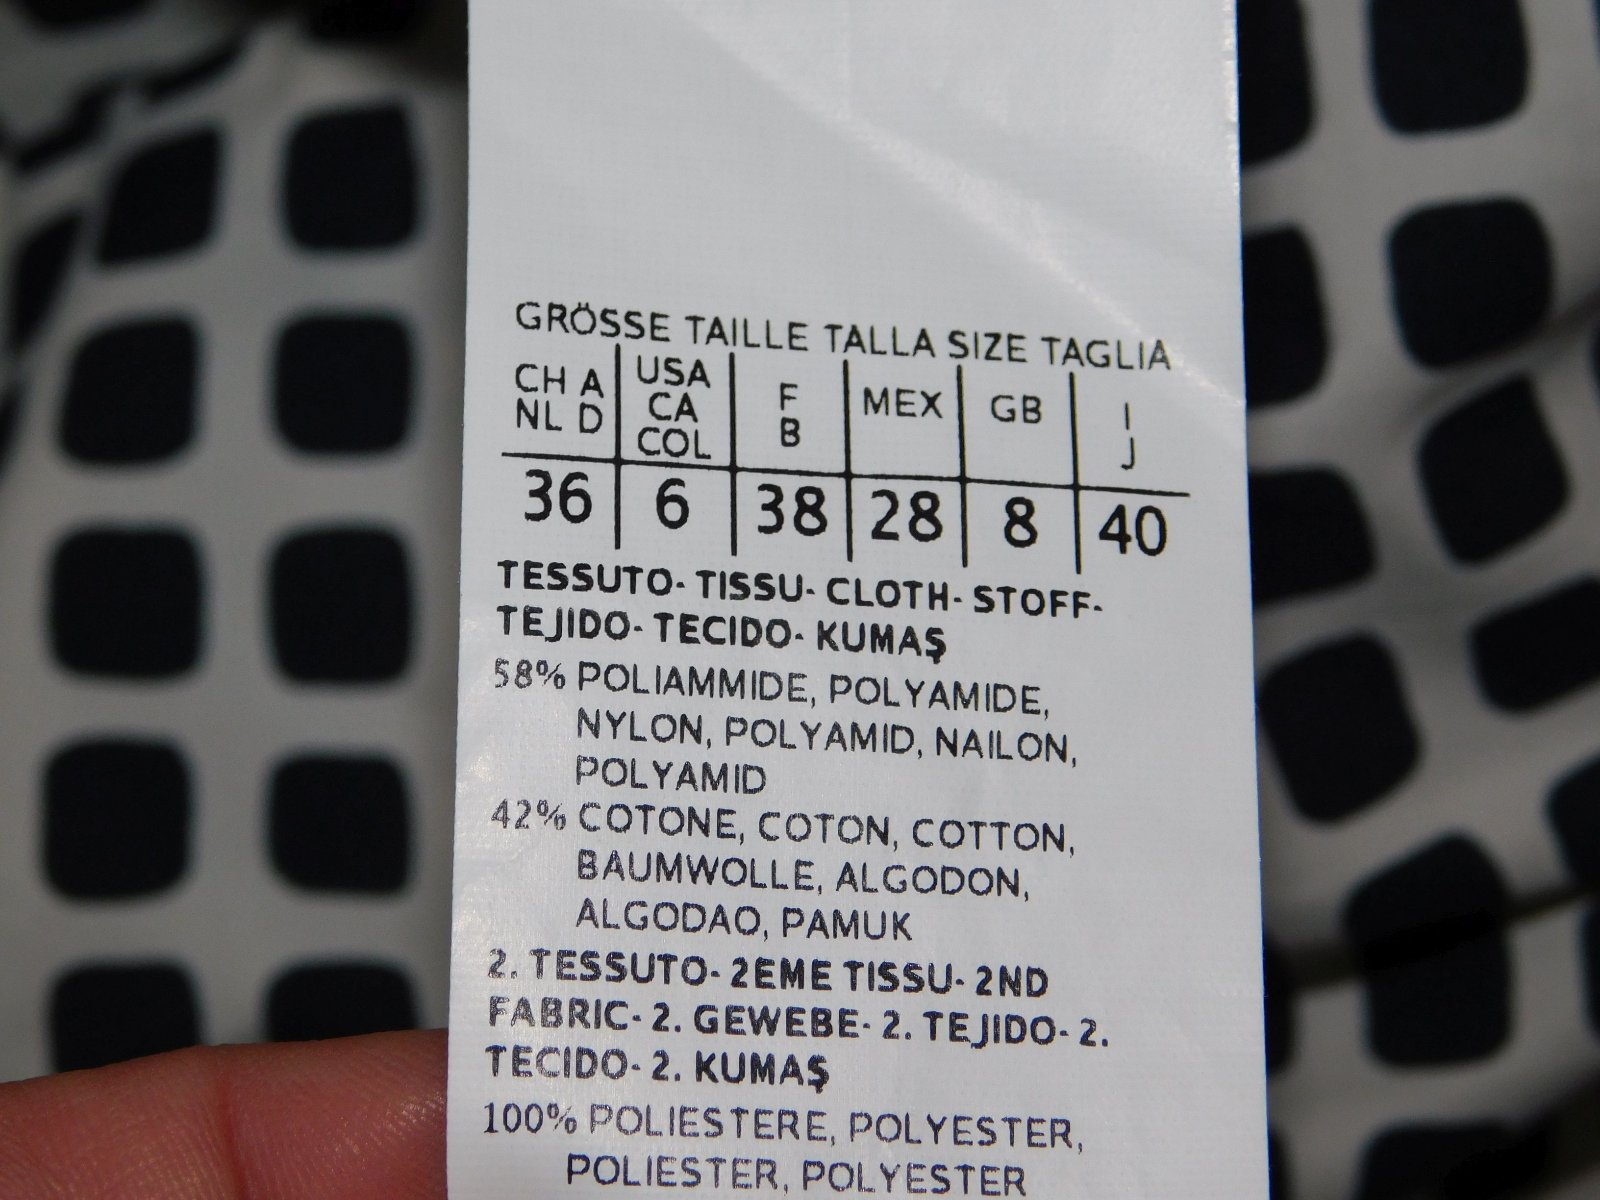 GRÖSSE TAILLE TALLA SIZE TAGLIA
CH A NL D | USA CA COL | F B | MEX | GB | I J
36 | 6 | 38 | 28 | 8 | 40
TESSUTO- TISSU- CLOTH- STOFF-
TEJIDO- TECIDO- KUMAŞ
58% POLIAMMIDE, POLYAMIDE,
NYLON, POLYAMID, NAILON,
POLYAMID
42% COTONE, COTON, COTTON,
BAUMWOLLE, ALGODON,
ALGODAO, PAMUK
2. TESSUTO- 2EME TISSU- 2ND
FABRIC- 2. GEWEBE- 2. TEJIDO- 2.
TECIDO- 2. KUMAŞ
100% POLIESTERE, POLYESTER,
POLIESTER, POLYESTER